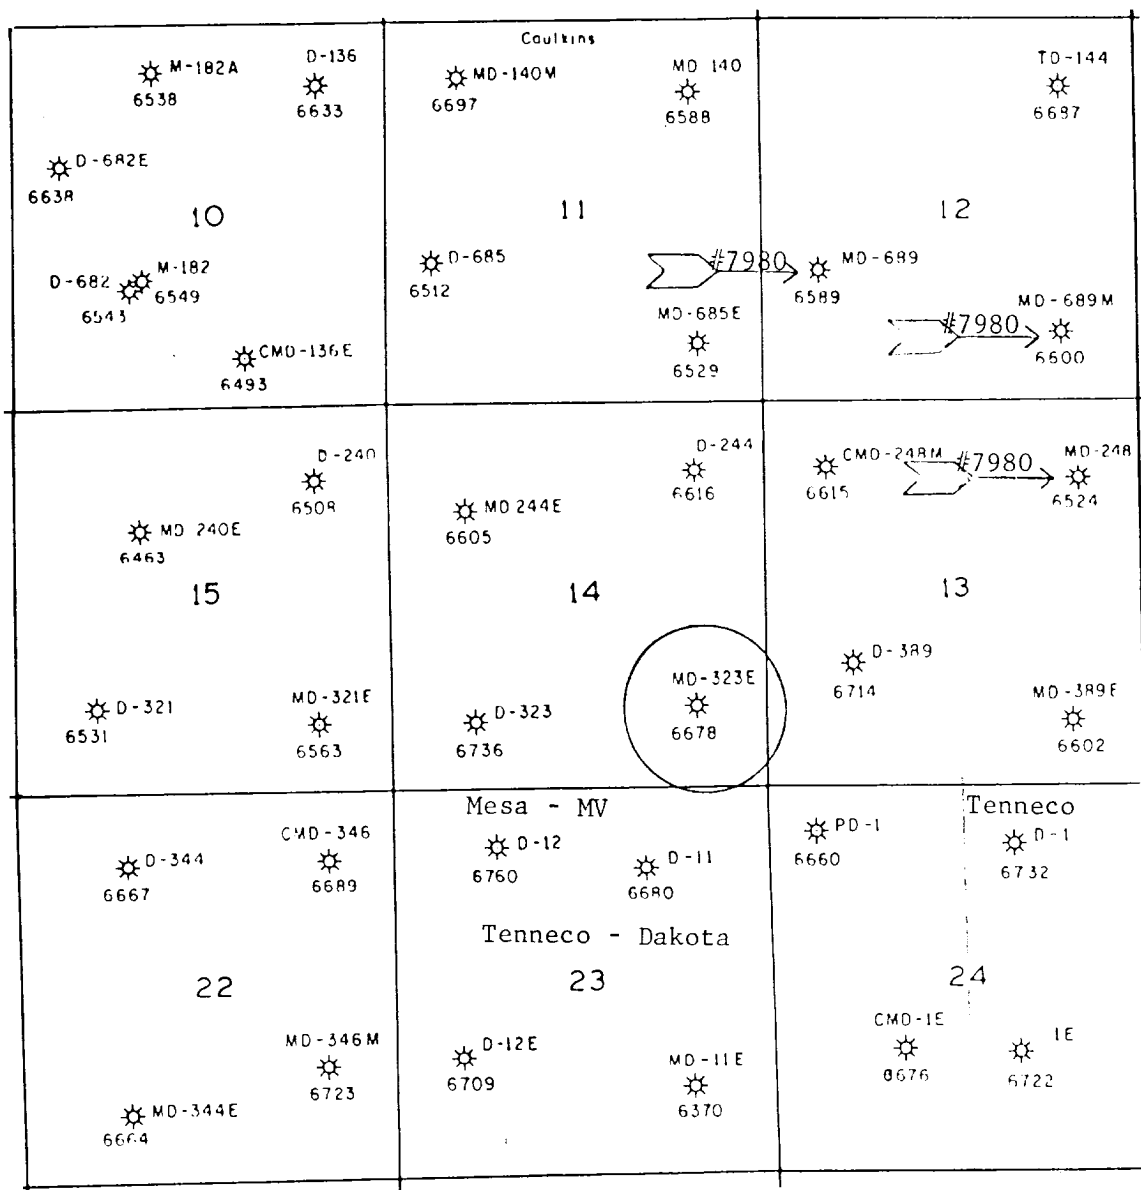 Caulkins
M-182A
6538
D-136
6633
D-682E
6638
10
D-682
6543
M-182
6549
CMD-136E
6493
MD-140M
6697
MD 140
6588
11
D-685
6512
#7980
MD-685E
6529
TD-144
6687
12
MD-689
6589
#7980
MD-689M
6600
D-240
6508
MD 240E
6463
15
D-321
6531
MD-321E
6563
D-244
6616
MD 244E
6605
14
D-323
6736
MD-323E
6678
CMD-248M
6615
#7980
MD-248
6524
13
D-389
6714
MD-389E
6602
D-344
6667
CMD-346
6689
22
MD-346M
6723
MD-344E
6664
Mesa - MV
D-12
6760
D-11
6680
Tenneco - Dakota
23
D-12E
6709
MD-11E
6370
Tenneco
PD-1
6660
D-1
6732
24
CMD-1E
6676
1E
6722